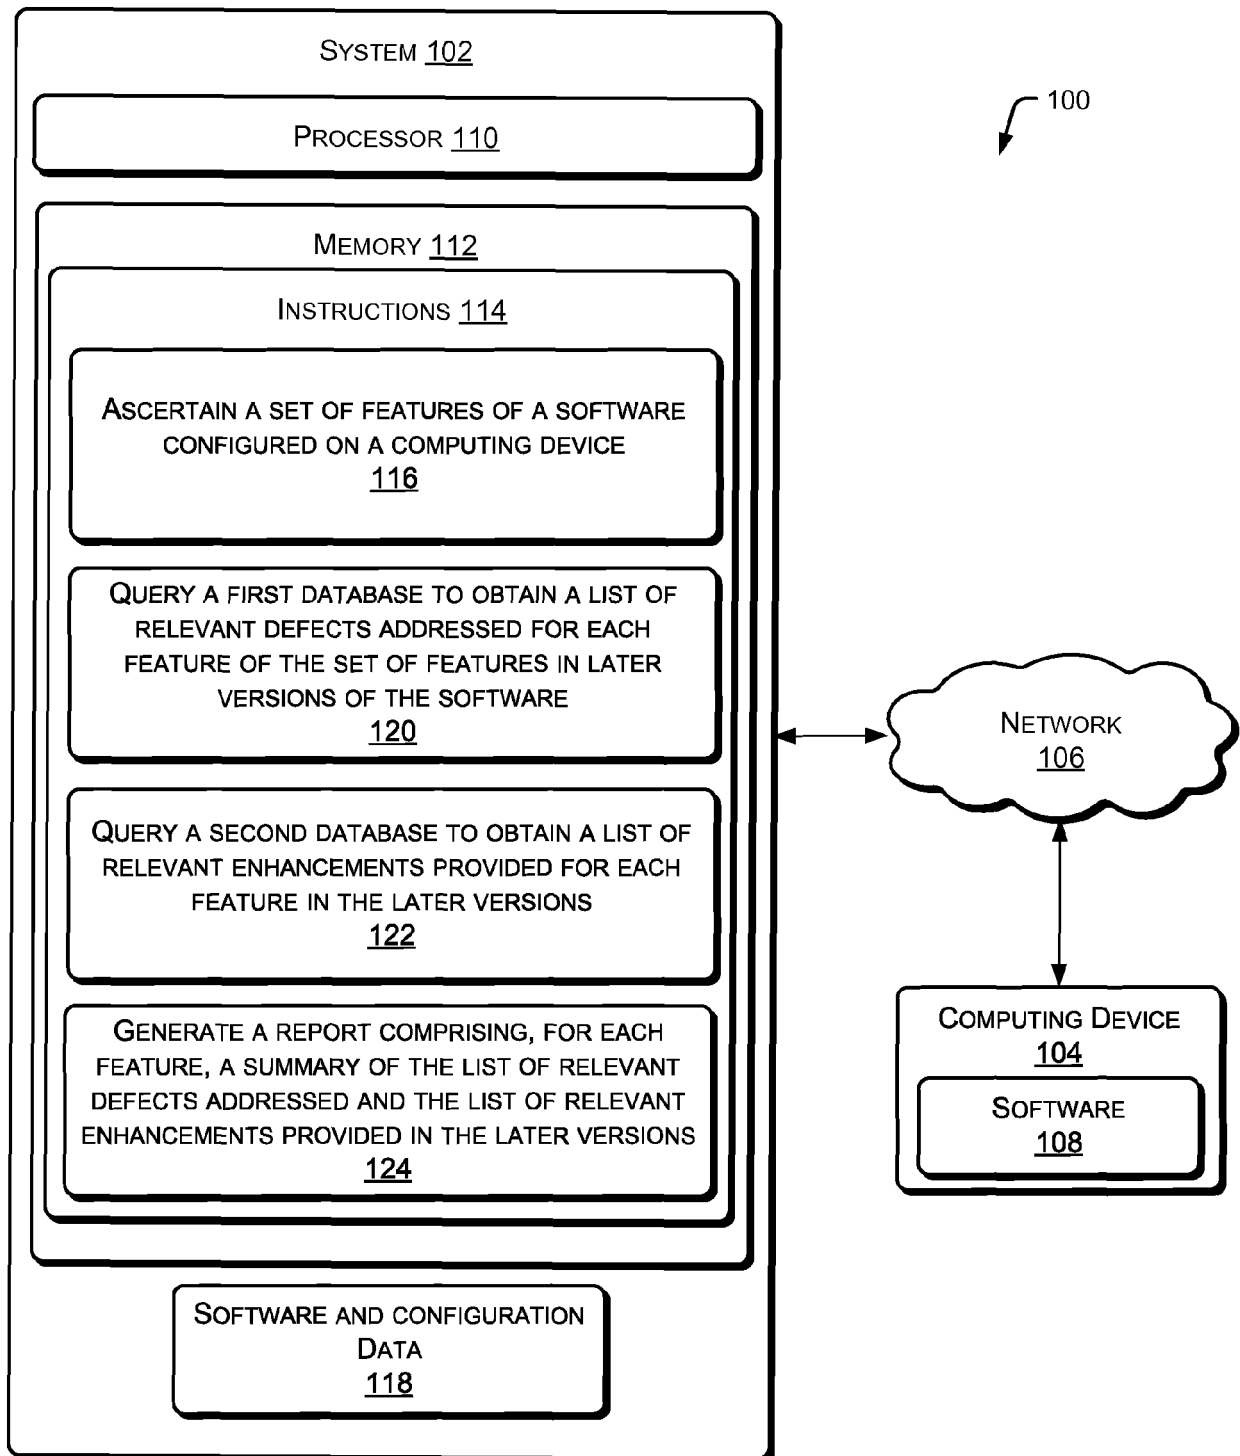 SYSTEM 102
100
PROCESSOR 110
MEMORY 112
INSTRUCTIONS 114
ASCERTAIN A SET OF FEATURES OF A SOFTWARE
CONFIGURED ON A COMPUTING DEVICE
116
QUERY A FIRST DATABASE TO OBTAIN A LIST OF
RELEVANT DEFECTS ADDRESSED FOR EACH
FEATURE OF THE SET OF FEATURES IN LATER
VERSIONS OF THE SOFTWARE
120
QUERY A SECOND DATABASE TO OBTAIN A LIST OF
RELEVANT ENHANCEMENTS PROVIDED FOR EACH
FEATURE IN THE LATER VERSIONS
122
GENERATE A REPORT COMPRISING, FOR EACH
FEATURE, A SUMMARY OF THE LIST OF RELEVANT
DEFECTS ADDRESSED AND THE LIST OF RELEVANT
ENHANCEMENTS PROVIDED IN THE LATER VERSIONS
124
SOFTWARE AND CONFIGURATION
DATA
118
NETWORK
106
COMPUTING DEVICE
104
SOFTWARE
108